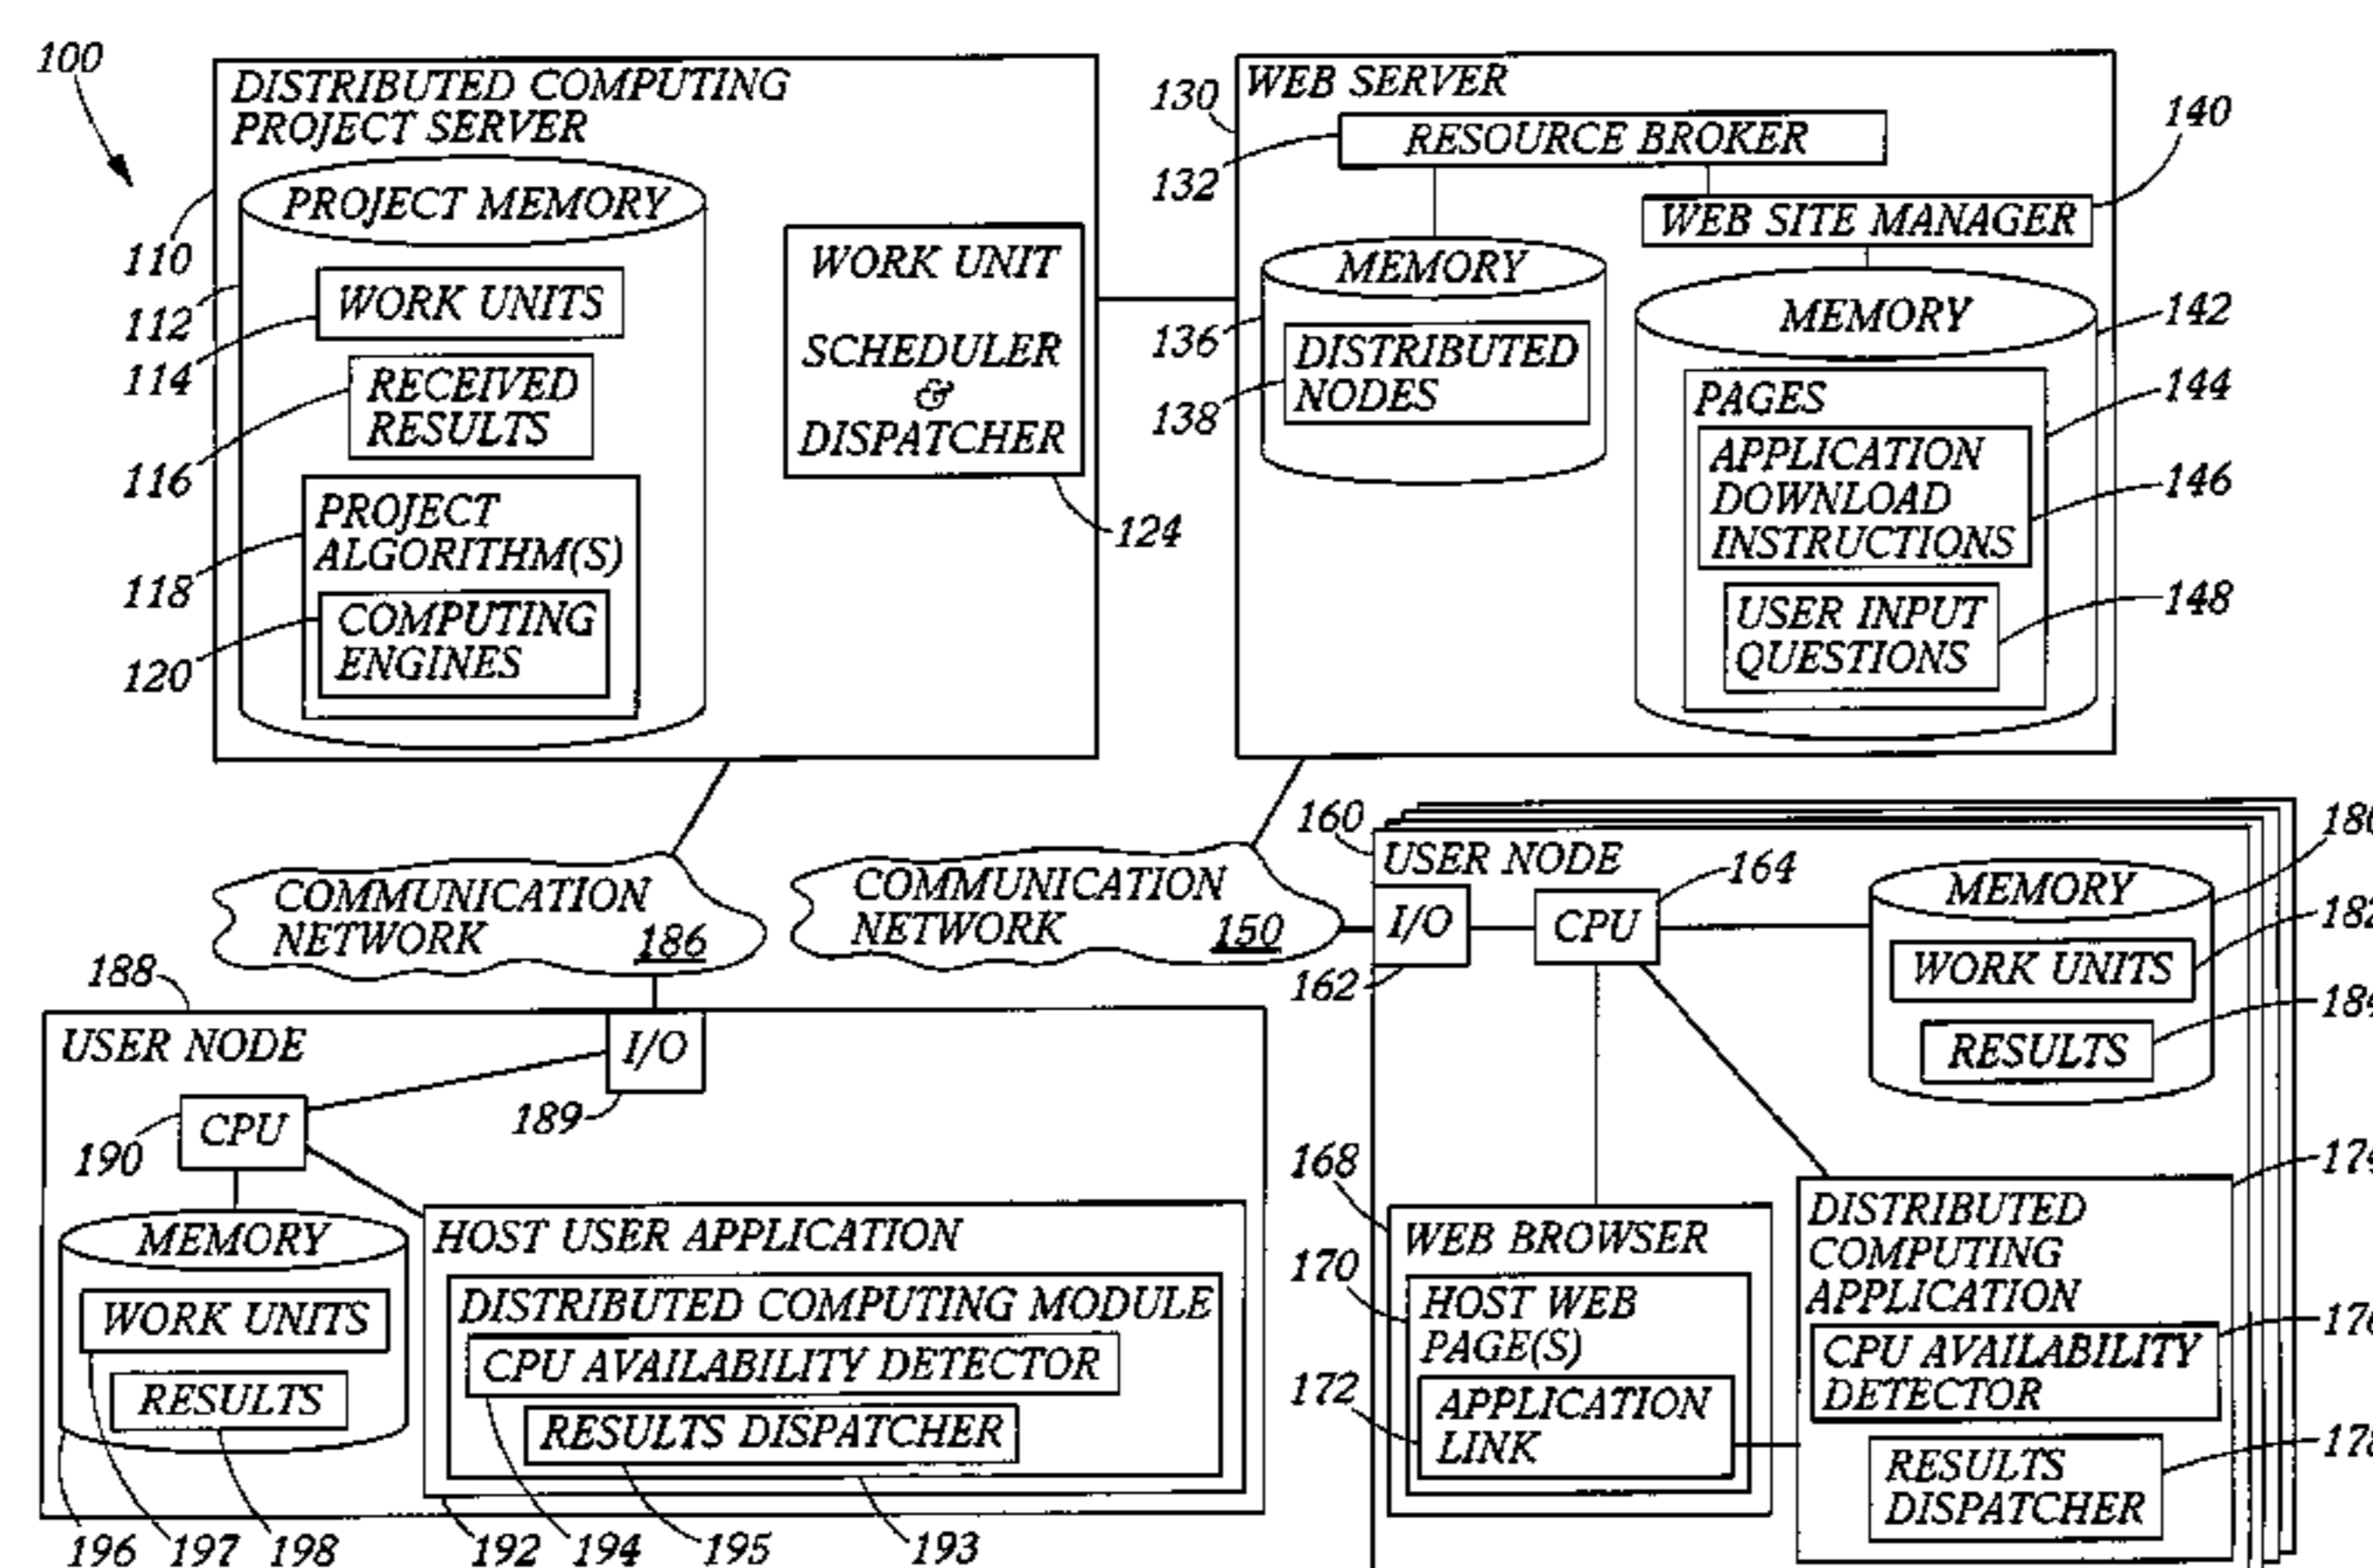 100
DISTRIBUTED COMPUTING
PROJECT SERVER
PROJECT MEMORY
110
112
WORK UNITS
114
RECEIVED
RESULTS
116
PROJECT
ALGORITHM(S)
118
COMPUTING
ENGINES
120
WORK UNIT
SCHEDULER
&
DISPATCHER
124
WEB SERVER
130
RESOURCE BROKER
132
WEB SITE MANAGER
140
MEMORY
136
DISTRIBUTED
NODES
138
MEMORY
142
PAGES
144
APPLICATION
DOWNLOAD
INSTRUCTIONS
146
USER INPUT
QUESTIONS
148
COMMUNICATION
NETWORK
186
COMMUNICATION
NETWORK
150
188
USER NODE
I/O
189
CPU
190
MEMORY
WORK UNITS
RESULTS
HOST USER APPLICATION
DISTRIBUTED COMPUTING MODULE
CPU AVAILABILITY DETECTOR
RESULTS DISPATCHER
196
197
198
192
194
195
193
160
USER NODE
I/O
162
CPU
164
MEMORY
WORK UNITS
RESULTS
168
WEB BROWSER
170
HOST WEB
PAGE(S)
172
APPLICATION
LINK
DISTRIBUTED
COMPUTING
APPLICATION
CPU AVAILABILITY
DETECTOR
RESULTS
DISPATCHER